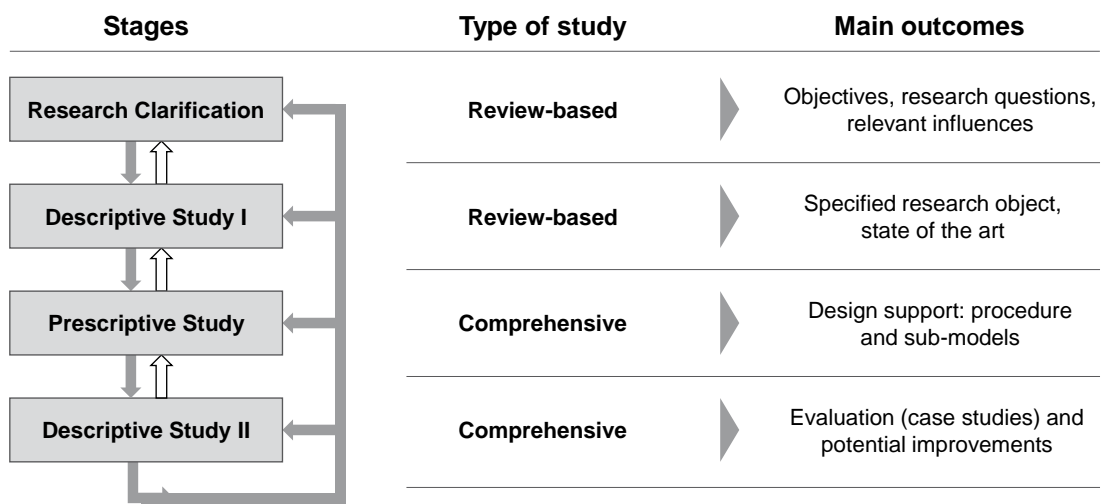 Stages
Type of study
Main outcomes
Research Clarification
Review-based
Objectives, research questions,
relevant influences
Descriptive Study I
Review-based
Specified research object,
state of the art
Prescriptive Study
Comprehensive
Design support: procedure
and sub-models
Descriptive Study II
Comprehensive
Evaluation (case studies) and
potential improvements